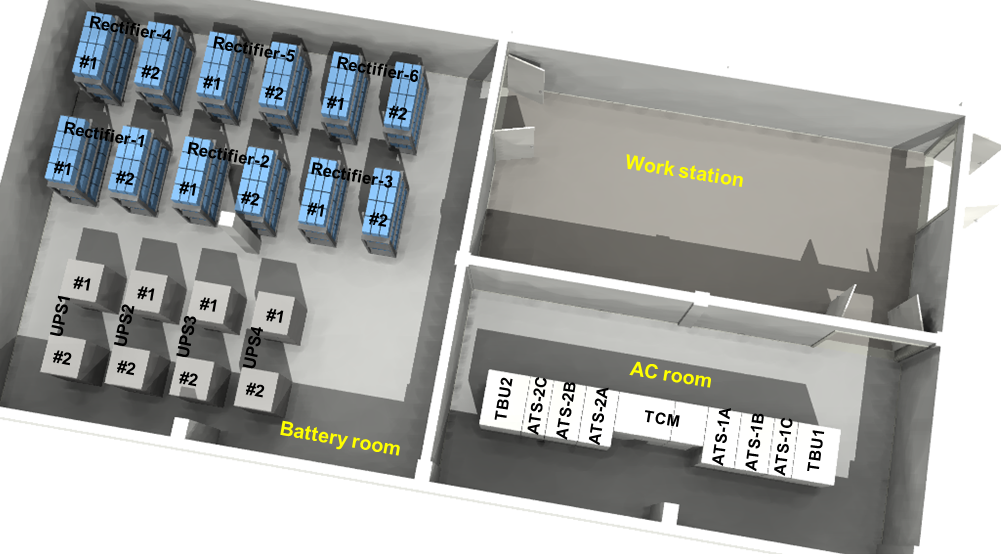 Rectifier-4
#1
#2
Rectifier-5
#1
#2
Rectifier-6
#1
#2
Rectifier-1
#1
#2
Rectifier-2
#1
#2
Rectifier-3
#1
#2
UPS1
#1
#2
UPS2
#1
#2
UPS3
#1
#2
UPS4
#1
#2
Battery room
Work station
AC room
TBU2
ATS-2C
ATS-2B
ATS-2A
TCM
ATS-1A
ATS-1B
ATS-1C
TBU1